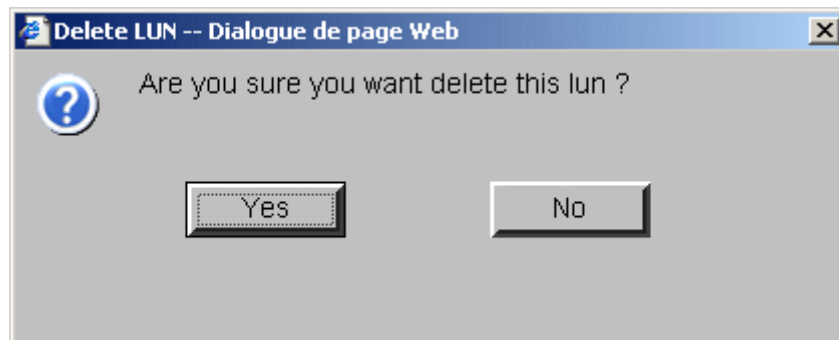 Delete LUN -- Dialogue de page Web
Are you sure you want delete this lun ?
Yes
No